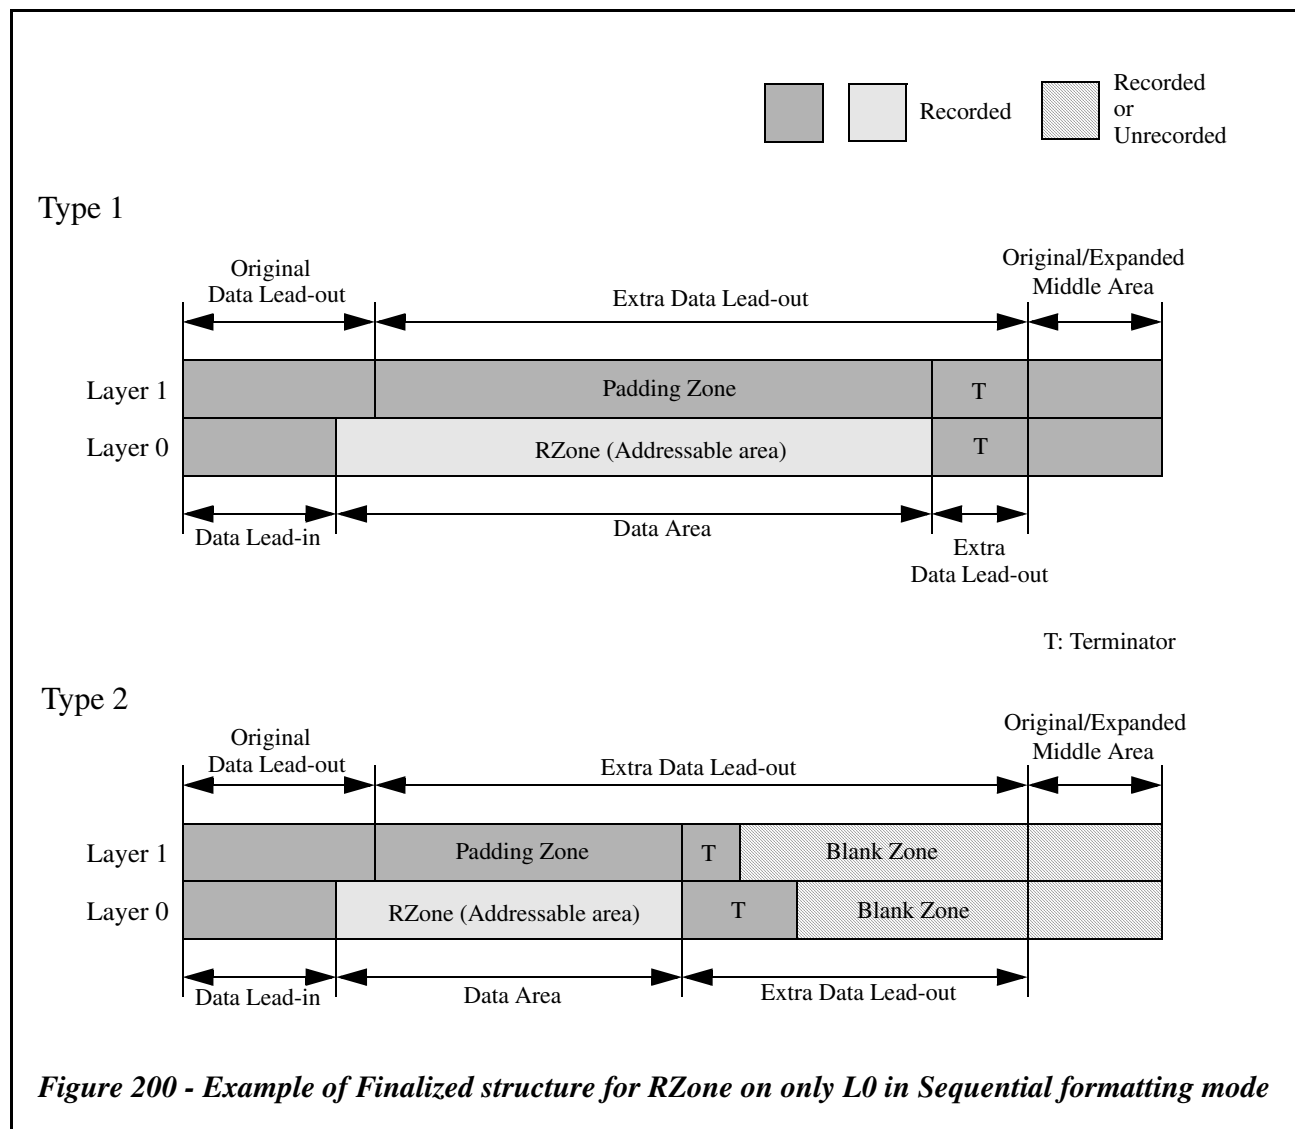 Recorded
Recorded
or
Unrecorded
Type 1
Original
Data Lead-out
Extra Data Lead-out
Original/Expanded
Middle Area
Layer 1
Padding Zone
T
Layer 0
RZone (Addressable area)
T
Data Lead-in
Data Area
Extra
Data Lead-out
T: Terminator
Type 2
Original
Data Lead-out
Extra Data Lead-out
Original/Expanded
Middle Area
Layer 1
Padding Zone
T
Blank Zone
Layer 0
RZone (Addressable area)
T
Blank Zone
Data Lead-in
Data Area
Extra Data Lead-out
Figure 200 - Example of Finalized structure for RZone on only L0 in Sequential formatting mode